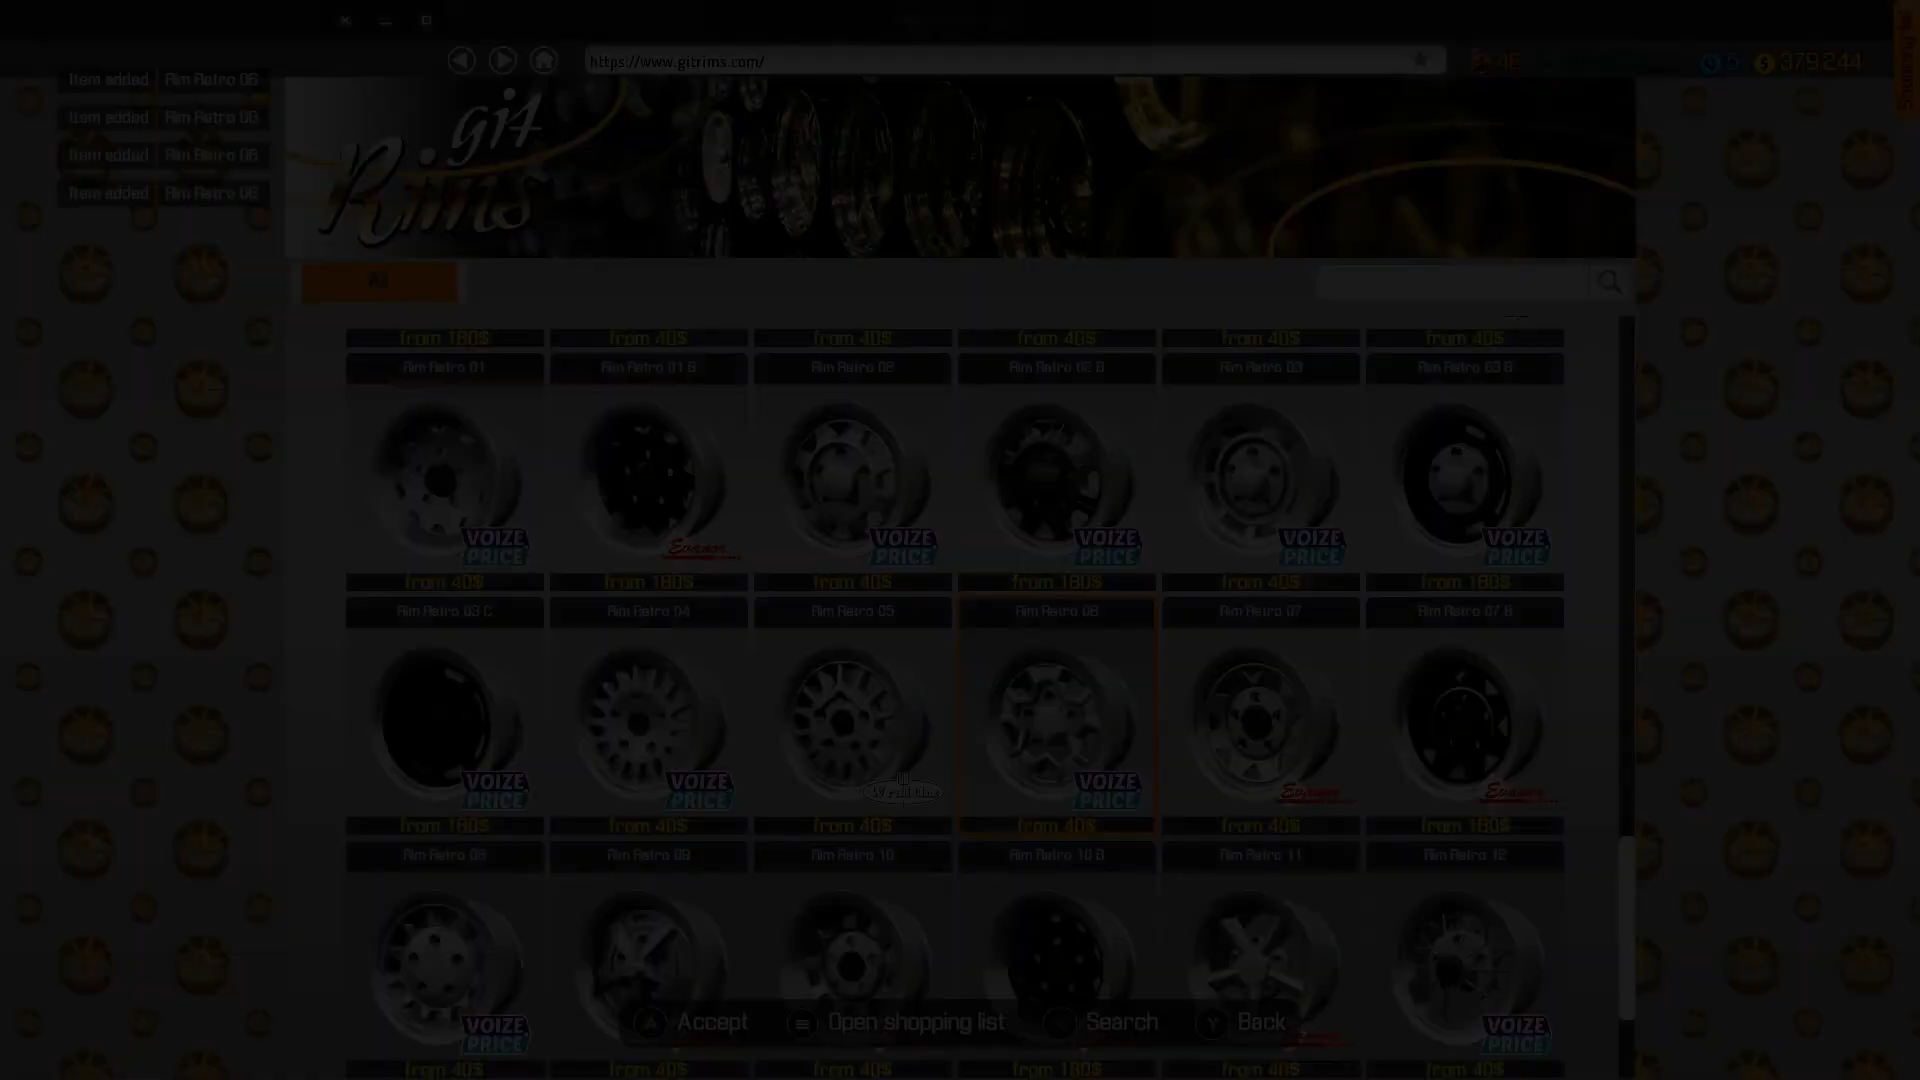 https://www.gitrims.com/
46
5
379,244
Item added Rim Retro 06
Item added Rim Retro 06
Item added Rim Retro 06
Item added Rim Retro 06
git
Rims
All
from 180$ from 40$ from 40$ from 40$ from 40$ from 40$
Rim Retro 01 Rim Retro 01 B Rim Retro 02 Rim Retro 02 B Rim Retro 03 Rim Retro 03 B
VOIZE PRICE VOIZE PRICE VOIZE PRICE VOIZE PRICE VOIZE PRICE
from 40$ from 180$ from 40$ from 180$ from 40$ from 180$
Rim Retro 03 C Rim Retro 04 Rim Retro 05 Rim Retro 06 Rim Retro 07 Rim Retro 07 B
VOIZE PRICE VOIZE PRICE VOIZE PRICE
from 180$ from 40$ from 40$ from 40$ from 40$ from 180$
Rim Retro 08 Rim Retro 09 Rim Retro 10 Rim Retro 10 B Rim Retro 11 Rim Retro 12
VOIZE PRICE VOIZE PRICE
Accept Open shopping list Search Y Back
from 40$ from 40$ from 40$ from 180$ from 40$ from 40$